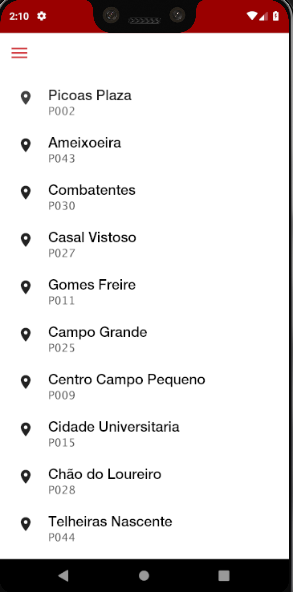 2:10
Picoas Plaza
P002
Ameixoeira
P043
Combatentes
P030
Casal Vistoso
P027
Gomes Freire
P011
Campo Grande
P025
Centro Campo Pequeno
P009
Cidade Universitaria
P015
Chão do Loureiro
P028
Telheiras Nascente
P044